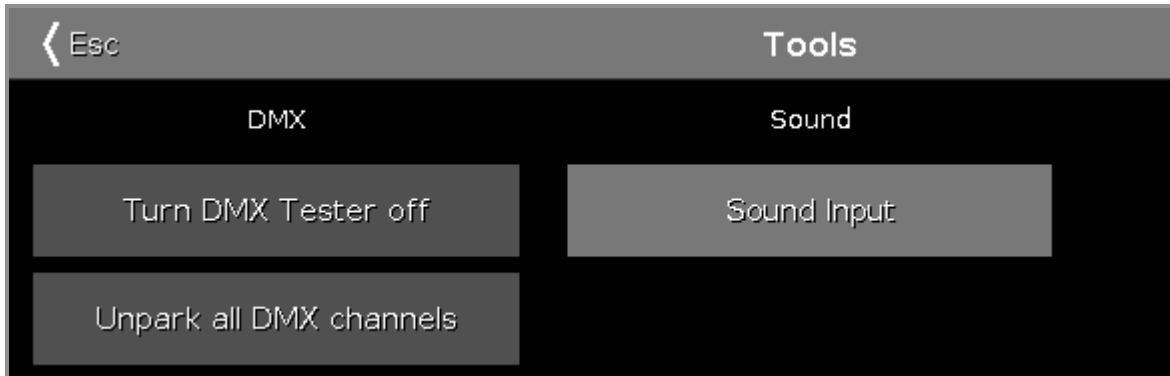 Esc
Tools
DMX
Sound
Turn DMX Tester off
Sound Input
Unpark all DMX channels